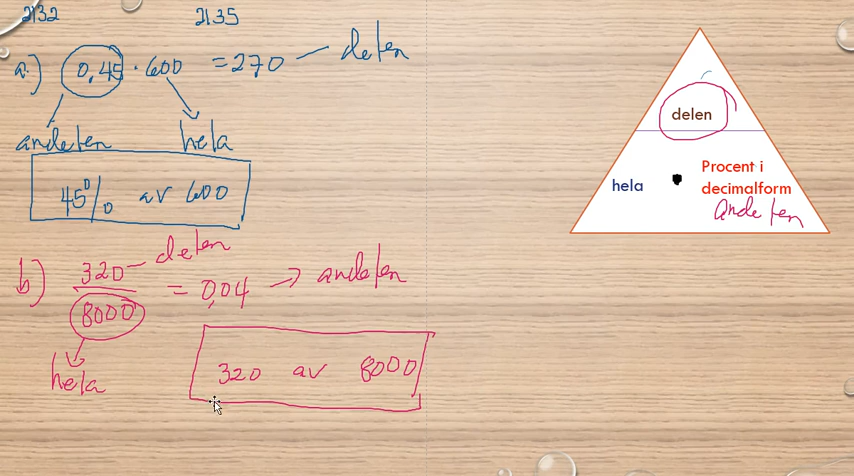 2132 2135
a.) 0,45 · 600 = 270 — delen
andelen hela
45% av 600
b) 320 — delen
8000 = 0,04 → andelen
hela
320 av 8000
delen
hela • Procent i
decimalform
andelen